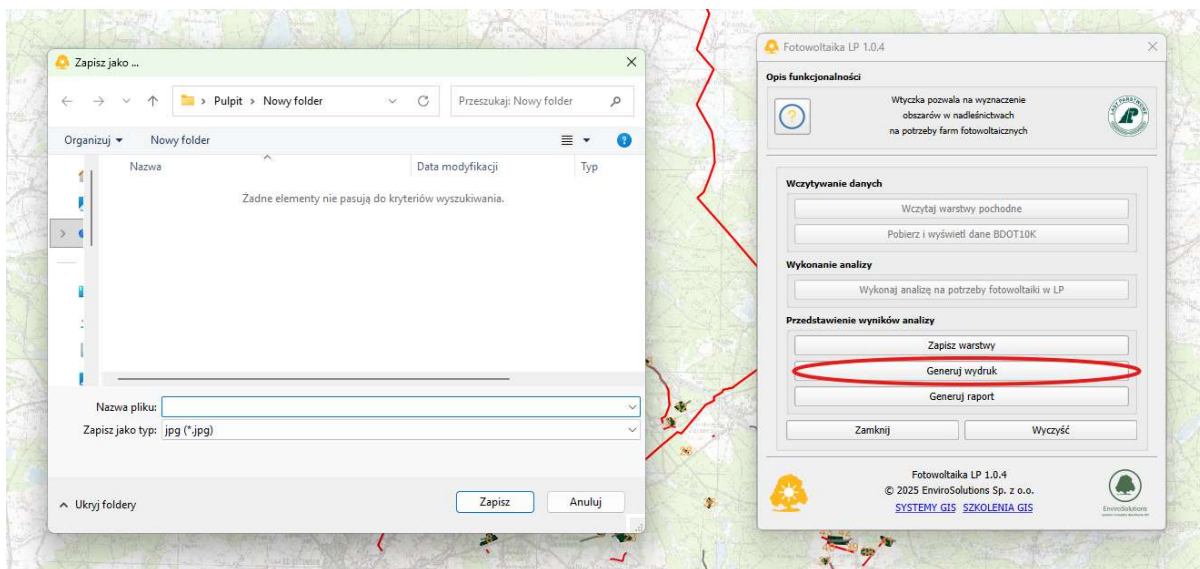 Zapisz jako ...
Pulpit > Nowy folder
Przeszukaj: Nowy folder
Organizuj
Nowy folder
Nazwa
Data modyfikacji
Typ
Żadne elementy nie pasują do kryteriów wyszukiwania.
Nazwa pliku:
Zapisz jako typ: jpg (*.jpg)
Ukryj foldery
Zapisz
Anuluj
Fotowoltaika LP 1.0.4
Opis funkcjonalności
Wtyczka pozwala na wyznaczenie
obszarów w nadleśnictwach
na potrzeby farm fotowoltaicznych
Wczytywanie danych
Wczytaj warstwy pochodne
Pobierz i wyświetl dane BDOT10K
Wykonanie analizy
Wykonaj analizę na potrzeby fotowoltaiki w LP
Przedstawienie wyników analizy
Zapisz warstwy
Generuj wydruk
Generuj raport
Zamknij
Wyczyść
Fotowoltaika LP 1.0.4
© 2025 EnviroSolutions Sp. z o.o.
SYSTEMY GIS SZKOLENIA GIS
EnviroSolutions